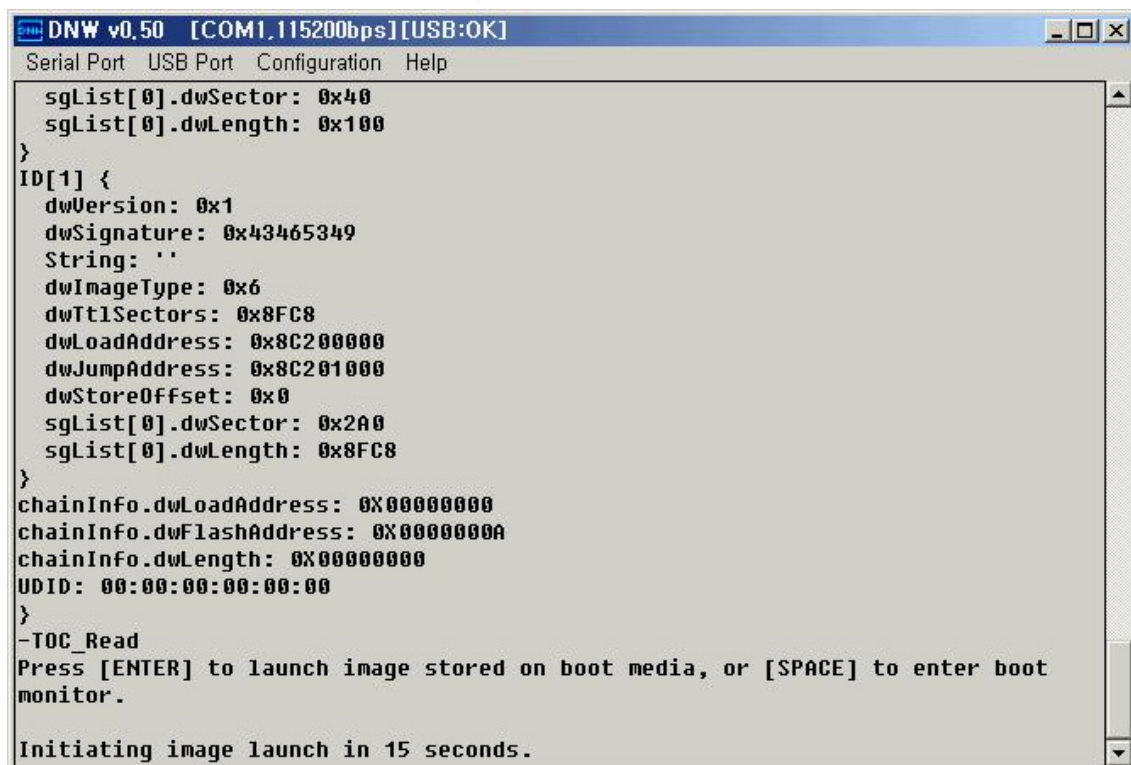 DNW v0.50 [COM1,115200bps][USB:OK]
Serial Port USB Port Configuration Help
sgList[0].dwSector: 0x40
sgList[0].dwLength: 0x100
}
ID[1] {
dwVersion: 0x1
dwSignature: 0x43465349
String: ''
dwImageType: 0x6
dwTtlSectors: 0x8FC8
dwLoadAddress: 0x8C200000
dwJumpAddress: 0x8C201000
dwStoreOffset: 0x0
sgList[0].dwSector: 0x2A0
sgList[0].dwLength: 0x8FC8
}
chainInfo.dwLoadAddress: 0X00000000
chainInfo.dwFlashAddress: 0X0000000A
chainInfo.dwLength: 0X00000000
UDID: 00:00:00:00:00:00:00
}
-TOC_Read
Press [ENTER] to launch image stored on boot media, or [SPACE] to enter boot
monitor.
Initiating image launch in 15 seconds.